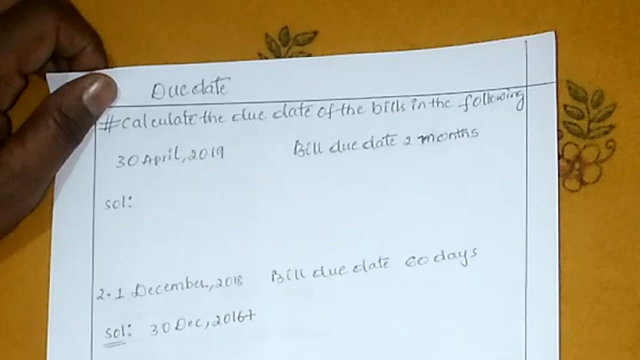 Due date
#Calculate the due date of the bills in the following
30 April, 2019 Bill due date 2 months
sol:
2. 1 December, 2018 Bill due date 60 days
sol: 30 Dec, 2016+